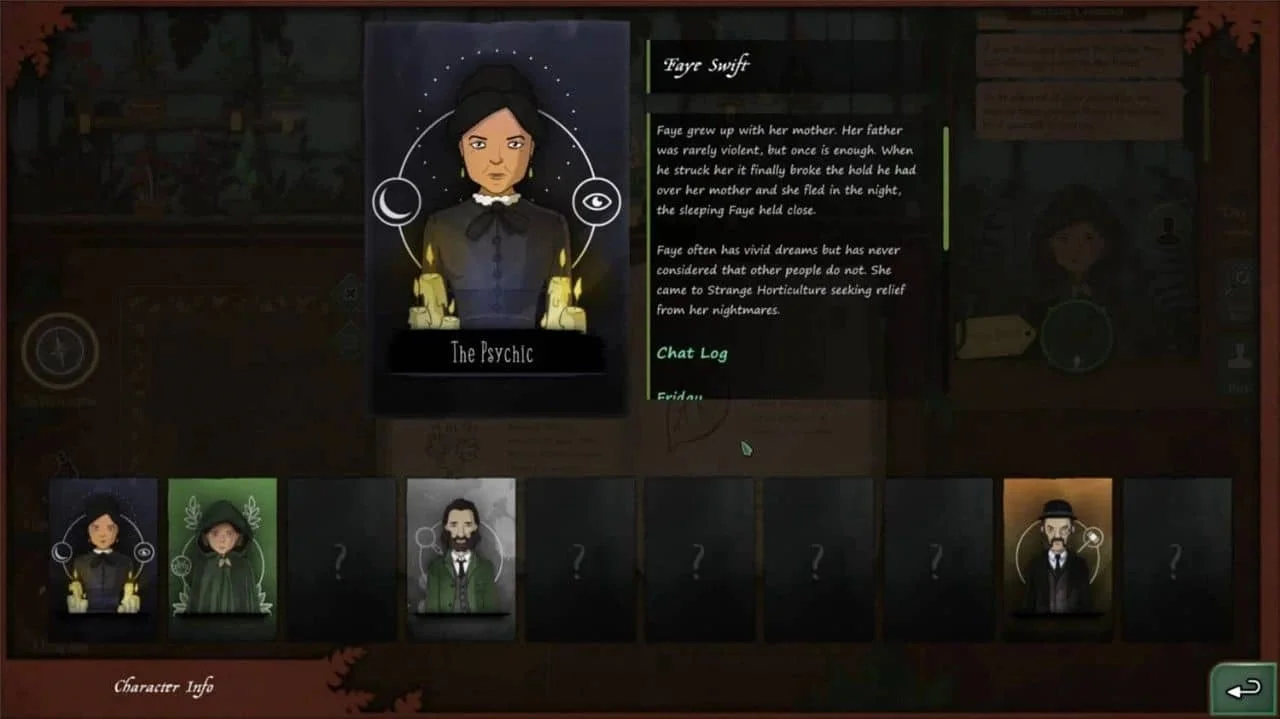 Faye Swift
Faye grew up with her mother. Her father
was rarely violent, but once is enough. When
he struck her it finally broke the hold he had
over her mother and she fled in the night,
the sleeping Faye held close.
Faye often has vivid dreams but has never
considered that other people do not. She
came to Strange Horticulture seeking relief
from her nightmares.
Chat Log
Friday
The Psychic
?
?
?
?
?
?
Character Info